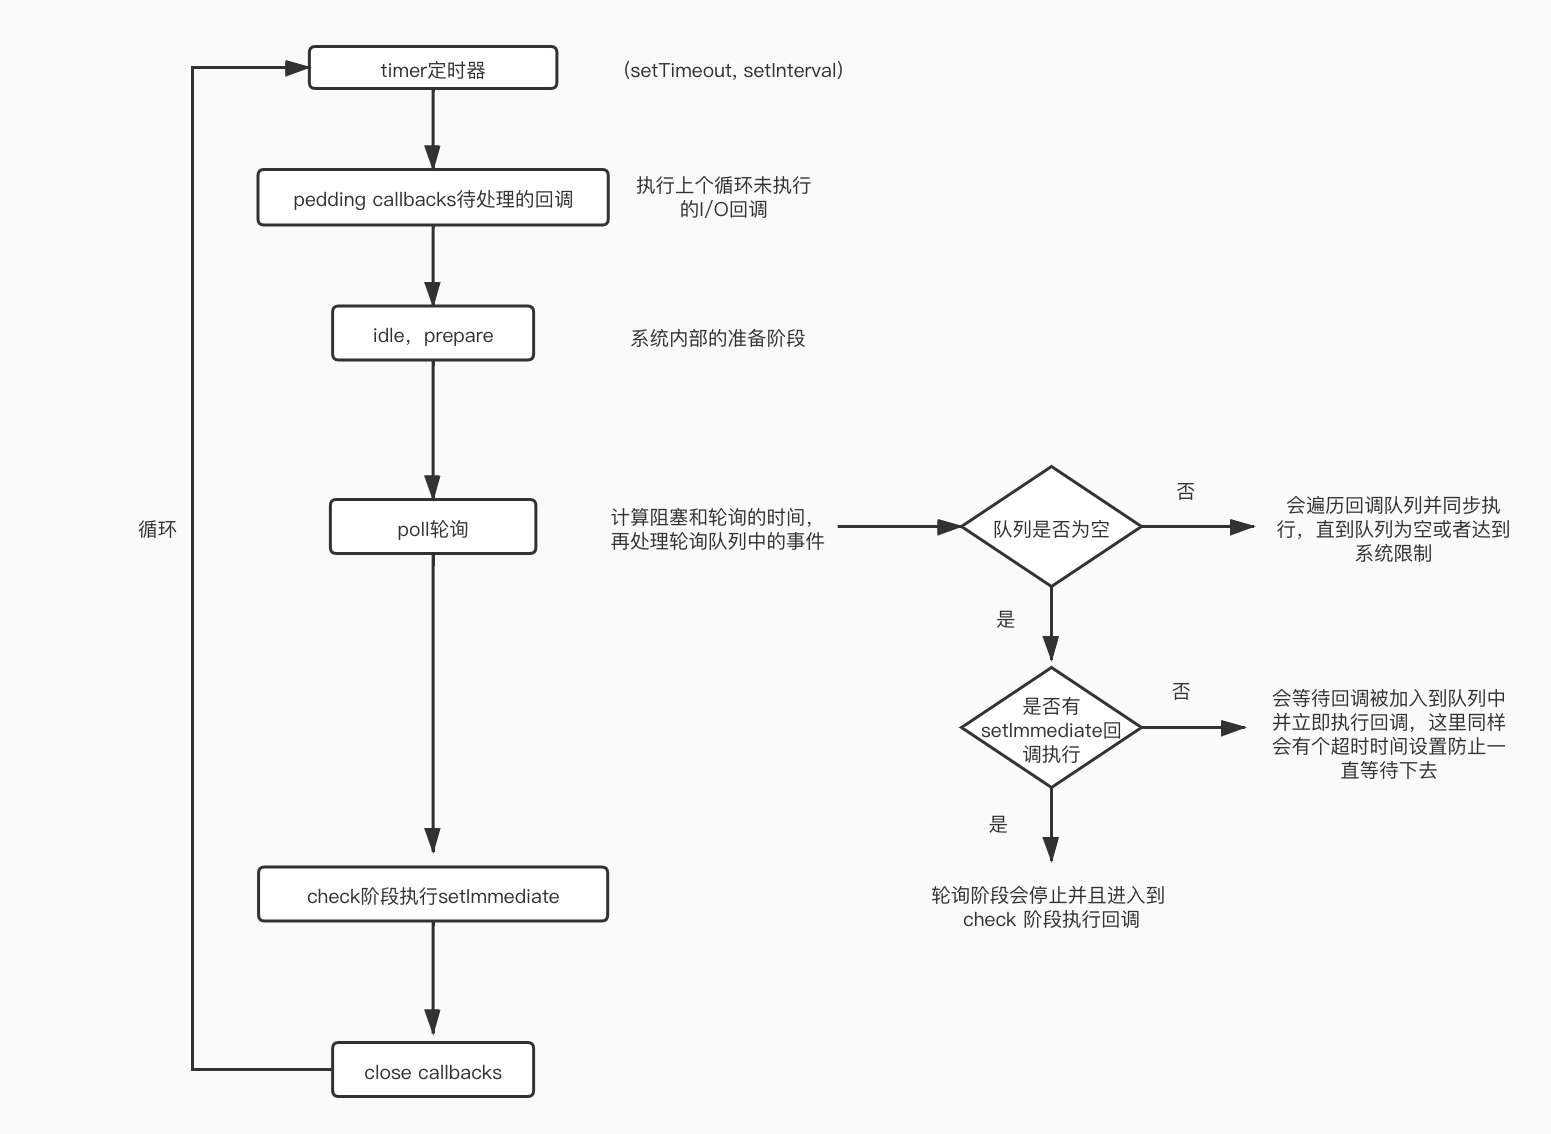 timer定时器
(setTimeout, setInterval)
pedding callbacks待处理的回调
执行上个循环未执行
的I/O回调
idle，prepare
系统内部的准备阶段
循环
poll轮询
计算阻塞和轮询的时间，
再处理轮询队列中的事件
队列是否为空
否
会遍历回调队列并同步执
行，直到队列为空或者达到
系统限制
是
是否有
setImmediate回
调执行
否
会等待回调被加入到队列中
并立即执行回调，这里同样
会有个超时时间设置防止一
直等待下去
是
轮询阶段会停止并且进入到
check 阶段执行回调
check阶段执行setImmediate
close callbacks